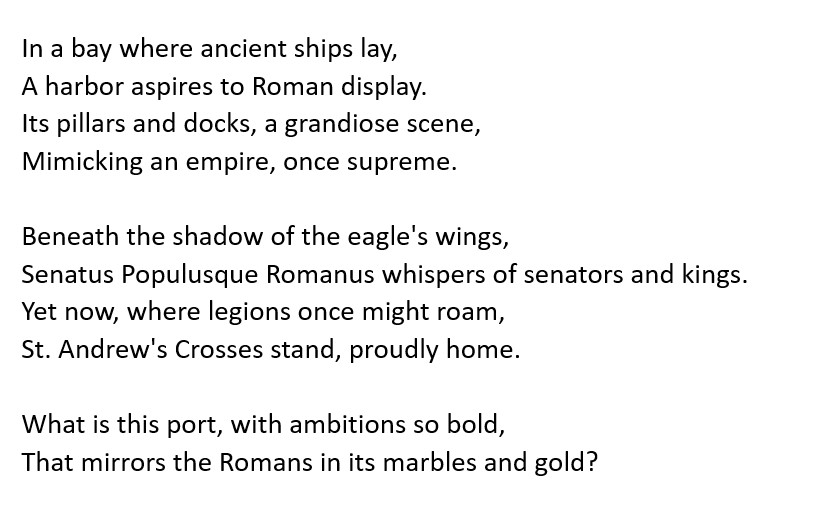 In a bay where ancient ships lay,
A harbor aspires to Roman display.
Its pillars and docks, a grandiose scene,
Mimicking an empire, once supreme.
Beneath the shadow of the eagle's wings,
Senatus Populusque Romanus whispers of senators and kings.
Yet now, where legions once might roam,
St. Andrew's Crosses stand, proudly home.
What is this port, with ambitions so bold,
That mirrors the Romans in its marbles and gold?